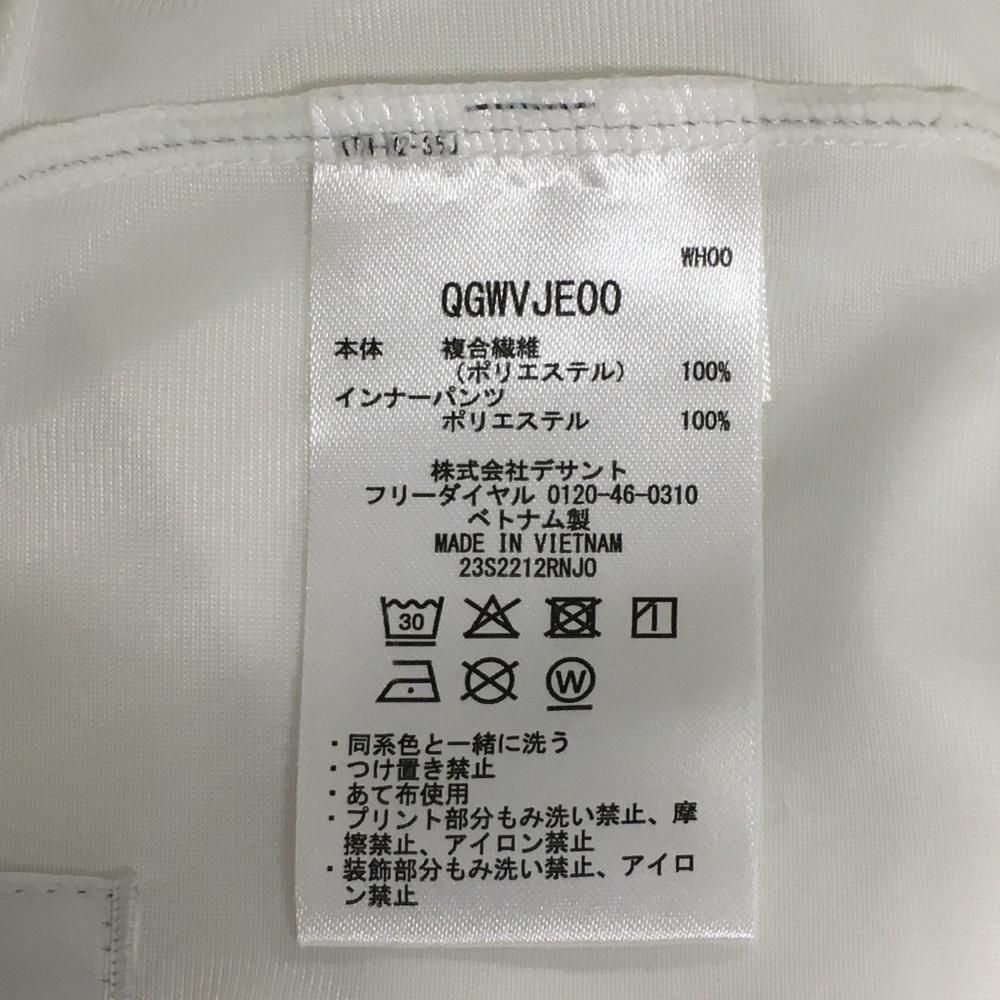 WH00
QGWVJE00
本体 複合繊維
（ポリエステル） 100%
インナーパンツ
ポリエステル 100%
株式会社デサント
フリーダイヤル 0120-46-0310
ベトナム製
MADE IN VIETNAM
23S2212RNJ0
30
W
・同系色と一緒に洗う
・つけ置き禁止
・あて布使用
・プリント部分もみ洗い禁止、摩
擦禁止、アイロン禁止
・装飾部分もみ洗い禁止、アイロ
ン禁止